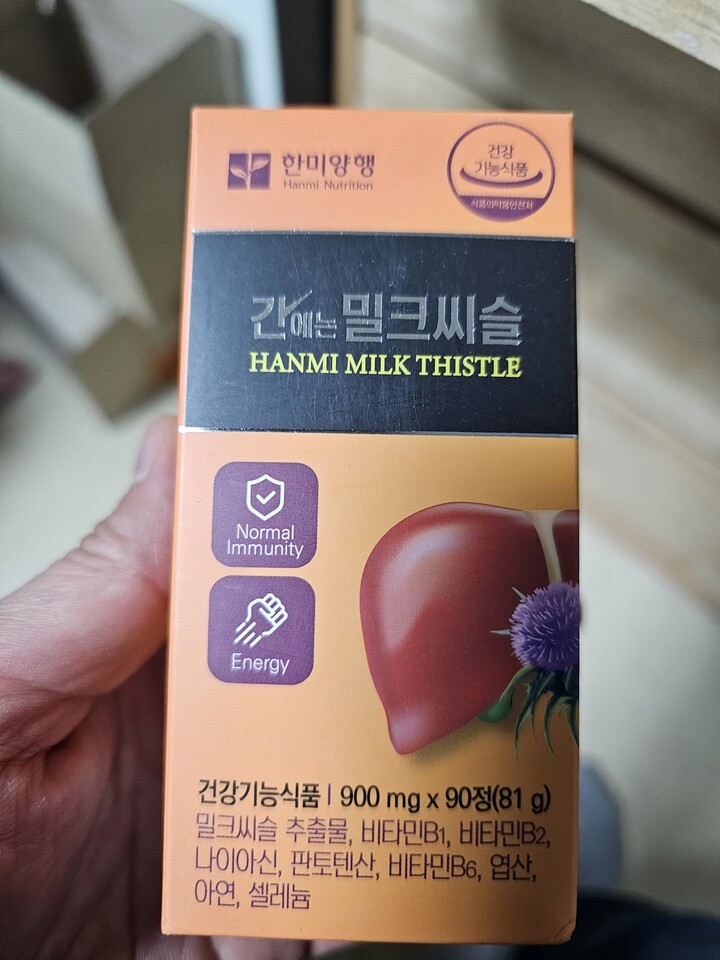 한미양행
Hanmi Nutrition
건강
기능식품
식품의약품안전처
간에는 밀크씨슬
HANMI MILK THISTLE
Normal
Immunity
Energy
건강기능식품 | 900 mg x 90정(81 g)
밀크씨슬 추출물, 비타민B1, 비타민B2,
나이아신, 판토텐산, 비타민B6, 엽산,
아연, 셀레늄